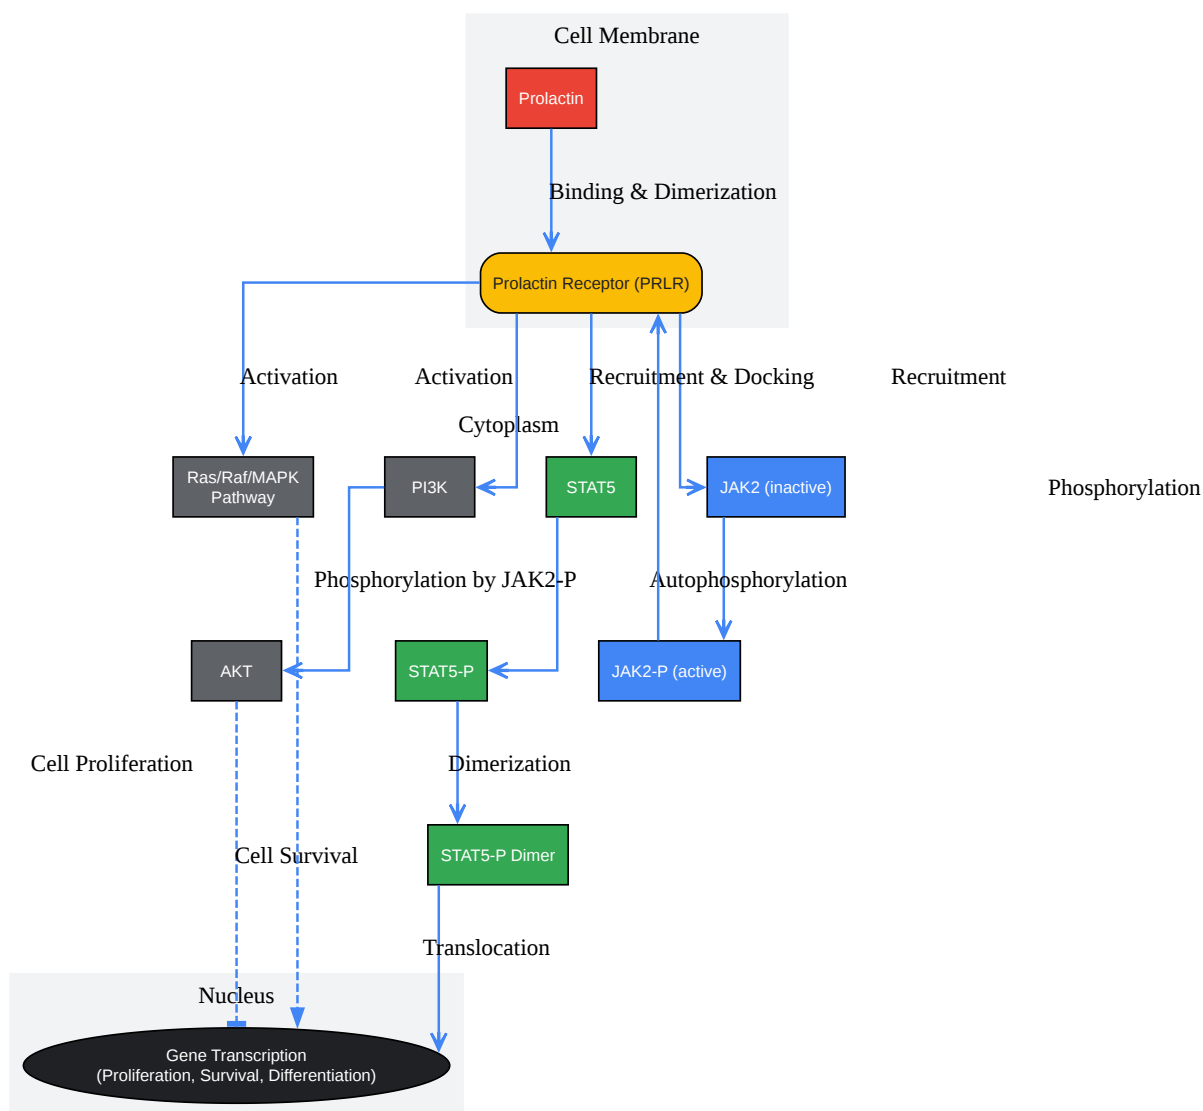 Cell Membrane
Prolactin
Binding & Dimerization
Prolactin Receptor (PRLR)
Activation
Activation
Recruitment & Docking
Recruitment
Cytoplasm
Ras/Raf/MAPK
Pathway
PI3K
STAT5
JAK2 (inactive)
Phosphorylation
Phosphorylation by JAK2-P
Autophosphorylation
AKT
STAT5-P
JAK2-P (active)
Cell Proliferation
Dimerization
Cell Survival
STAT5-P Dimer
Translocation
Nucleus
Gene Transcription
(Proliferation, Survival, Differentiation)